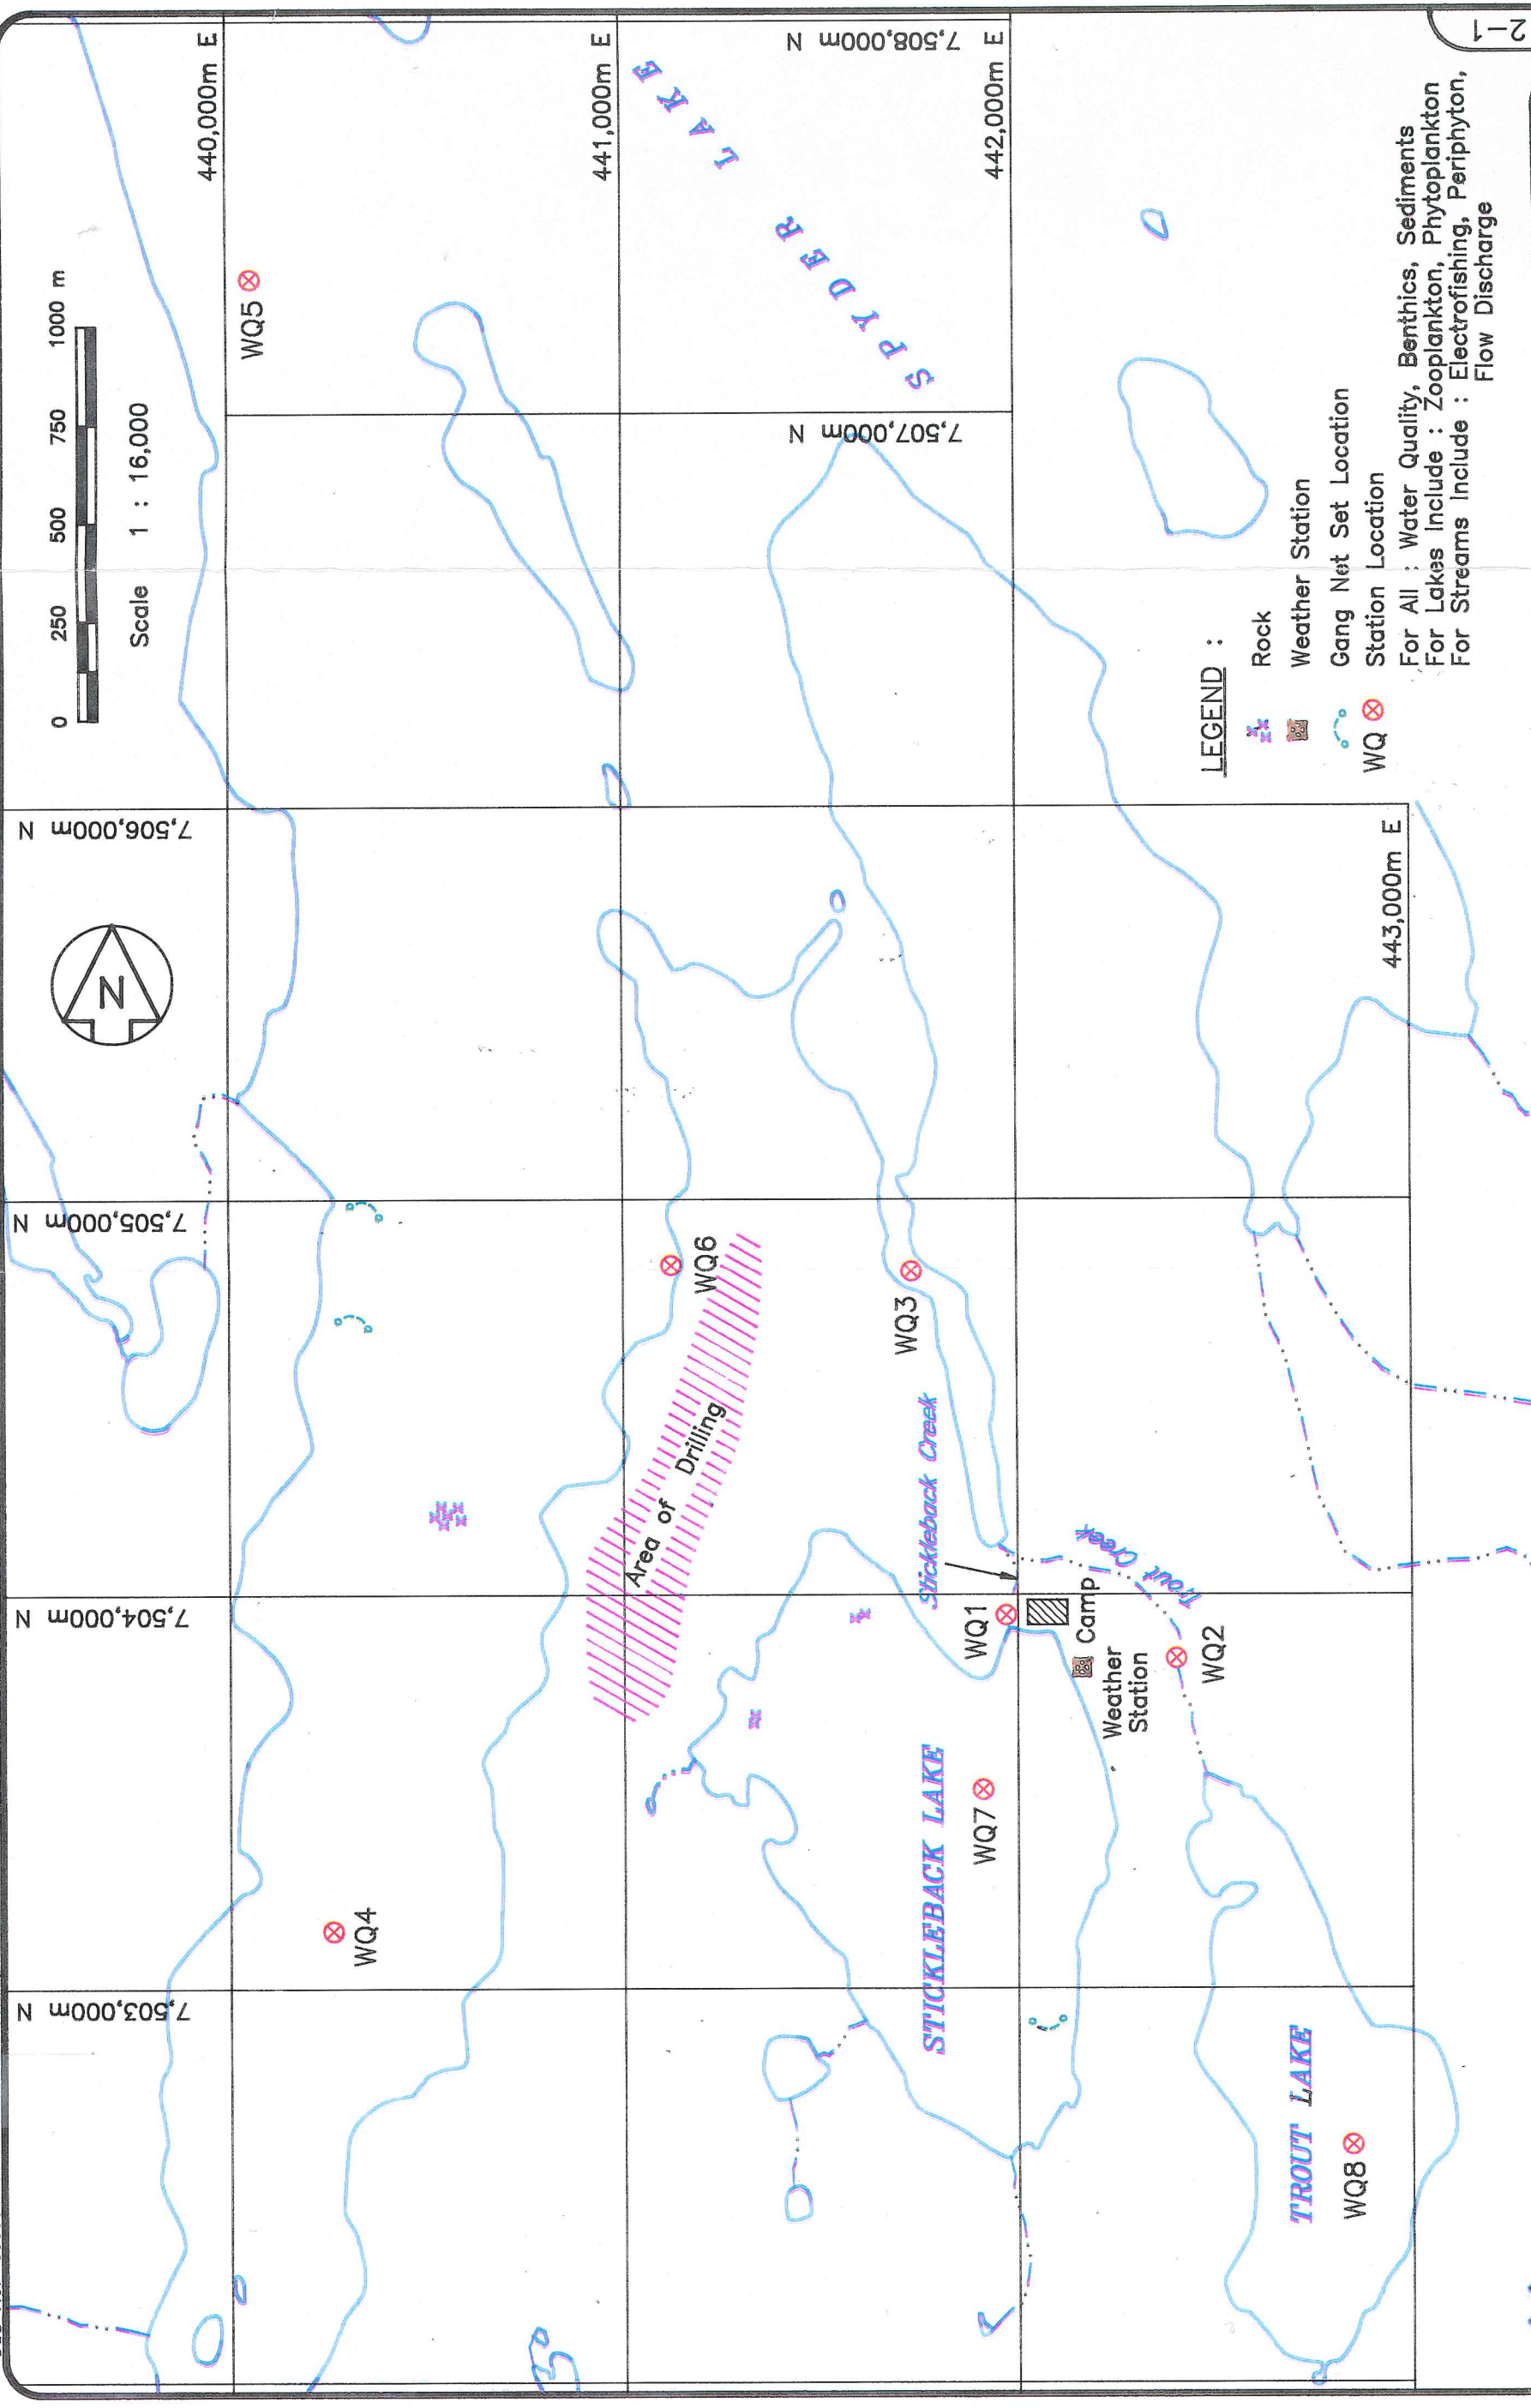 0 250 500 750 1000 m
Scale 1 : 16,000
N
440,000m E
441,000m E
442,000m E
443,000m E
7,508,000m N
7,507,000m N
7,506,000m N
7,505,000m N
7,504,000m N
7,503,000m N
SPYDER LAKE
WQ5
WQ6
Area of Drilling
WQ3
Stickleback Creek
WQ1
Camp
Weather
Station
Trout Creek
WQ2
WQ4
STICKLEBACK LAKE
WQ7
TROUT LAKE
WQ8
LEGEND :
Rock
Weather Station
Gang Net Set Location
WQ Station Location
For All : Water Quality, Benthics, Sediments
For Lakes Include : Zooplankton, Phytoplankton
For Streams Include : Electrofishing, Periphyton,
Flow Discharge
2-1